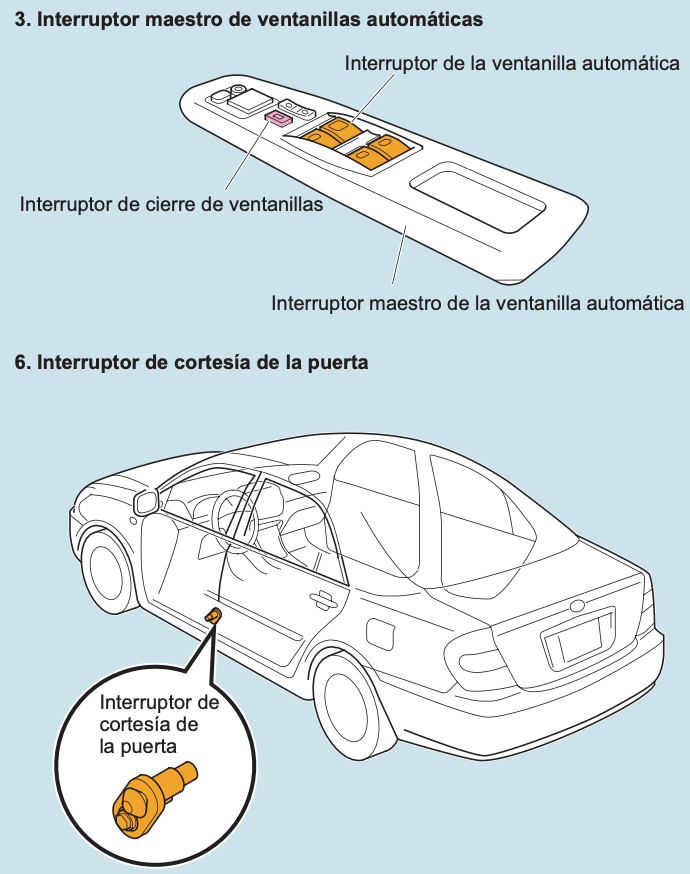 3. Interruptor maestro de ventanillas automáticas
Interruptor de la ventanilla automática
Interruptor de cierre de ventanillas
Interruptor maestro de la ventanilla automática
6. Interruptor de cortesía de la puerta
Interruptor de
cortesía de
la puerta